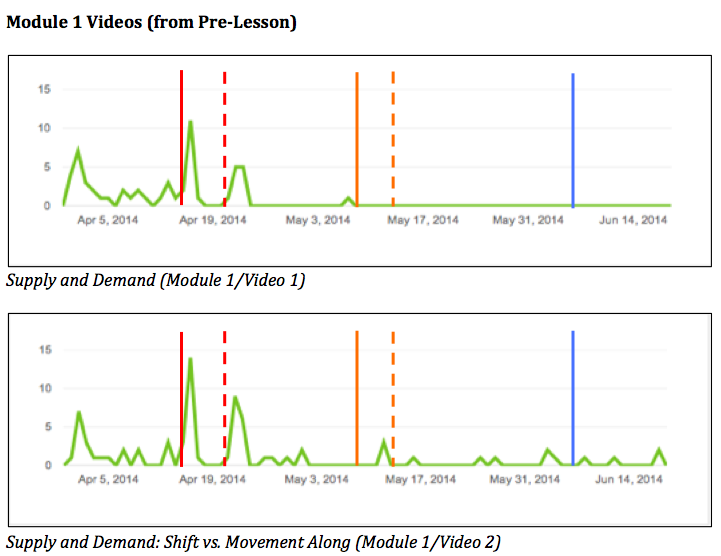 Module 1 Videos (from Pre-Lesson)
15
10
5
0
Apr 5, 2014 Apr 19, 2014 May 3, 2014 May 17, 2014 May 31, 2014 Jun 14, 2014
Supply and Demand (Module 1/Video 1)
15
10
5
0
Apr 5, 2014 Apr 19, 2014 May 3, 2014 May 17, 2014 May 31, 2014 Jun 14, 2014
Supply and Demand: Shift vs. Movement Along (Module 1/Video 2)